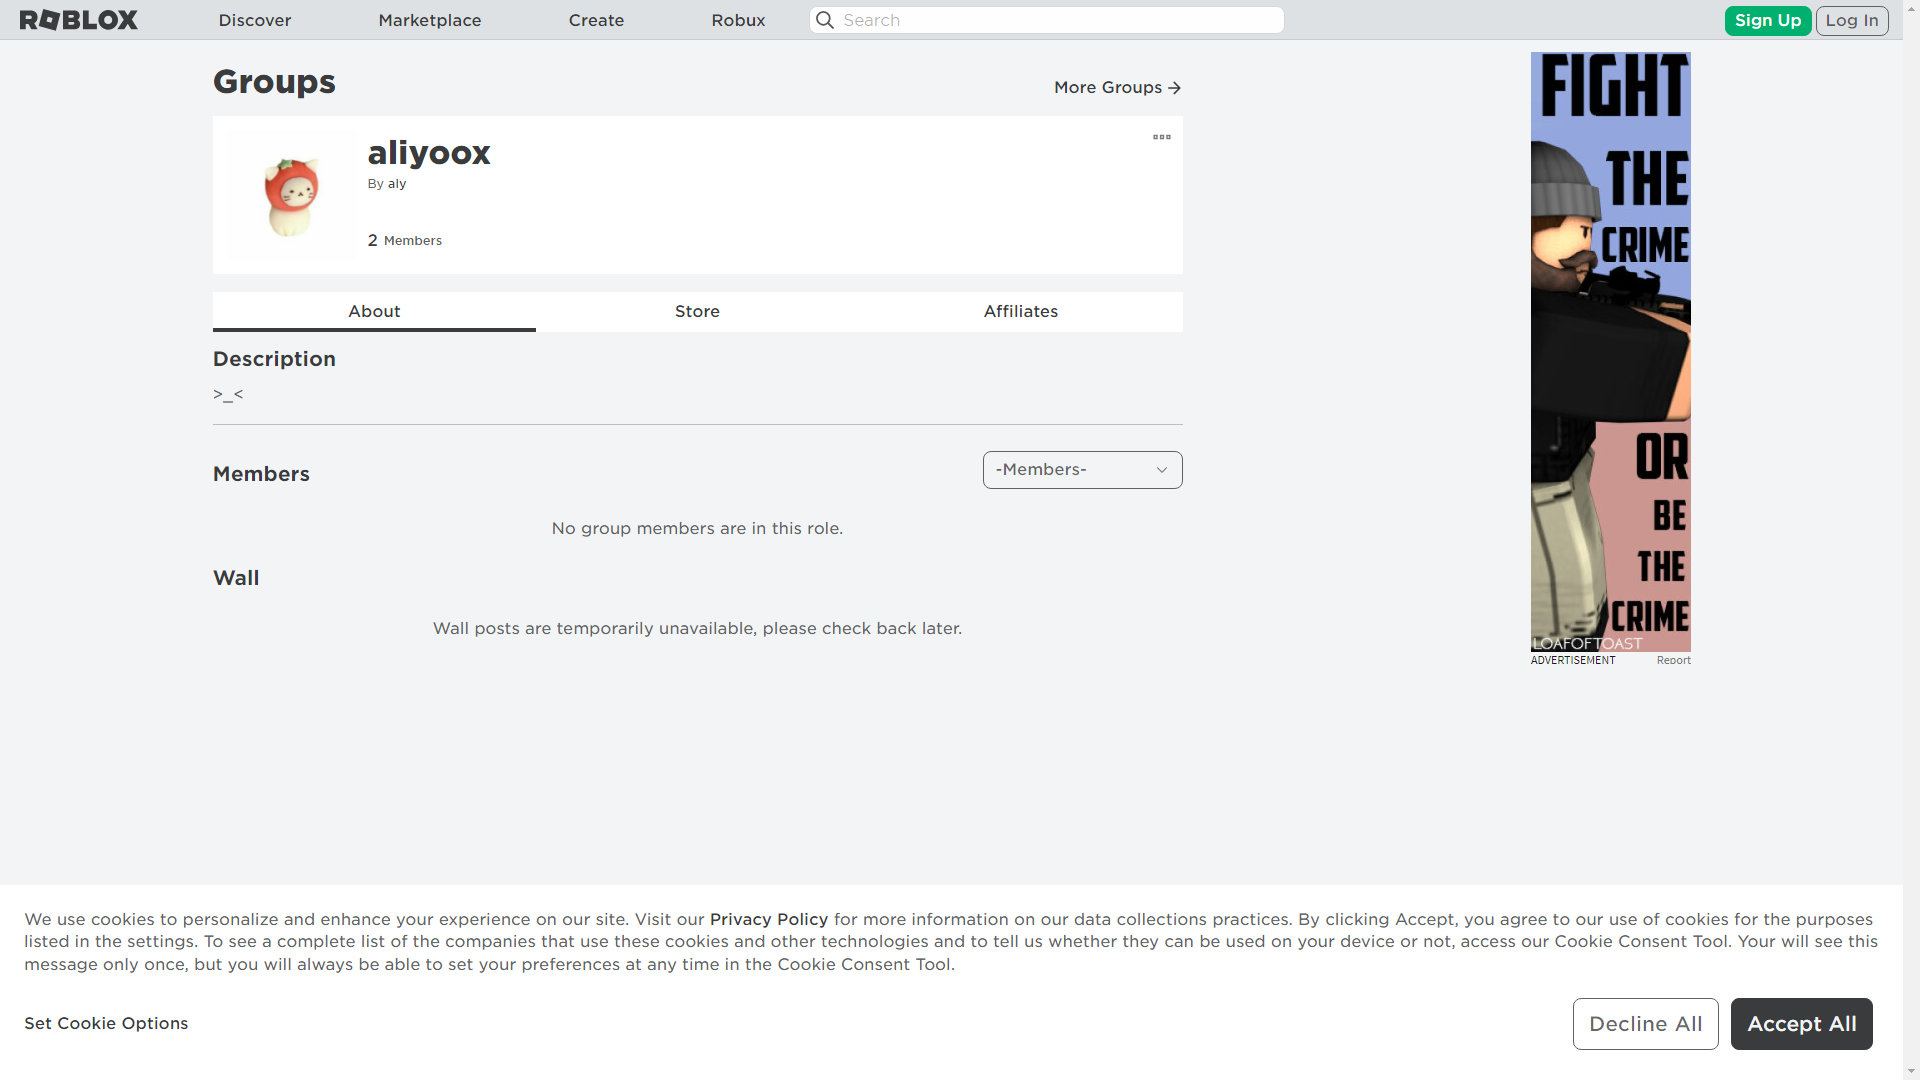 ROBLOX
Discover
Marketplace
Create
Robux
Search
Sign Up
Log In
Groups
More Groups
aliyoox
By aly
2 Members
About
Store
Affiliates
Description
>_<
Members
-Members-
No group members are in this role.
Wall
Wall posts are temporarily unavailable, please check back later.
FIGHT
THE
CRIME
OR
BE
THE
CRIME
LOAFOFTOAST
ADVERTISEMENT
Report
We use cookies to personalize and enhance your experience on our site. Visit our Privacy Policy for more information on our data collections practices. By clicking Accept, you agree to our use of cookies for the purposes
listed in the settings. To see a complete list of the companies that use these cookies and other technologies and to tell us whether they can be used on your device or not, access our Cookie Consent Tool. Your will see this
message only once, but you will always be able to set your preferences at any time in the Cookie Consent Tool.
Set Cookie Options
Decline All
Accept All